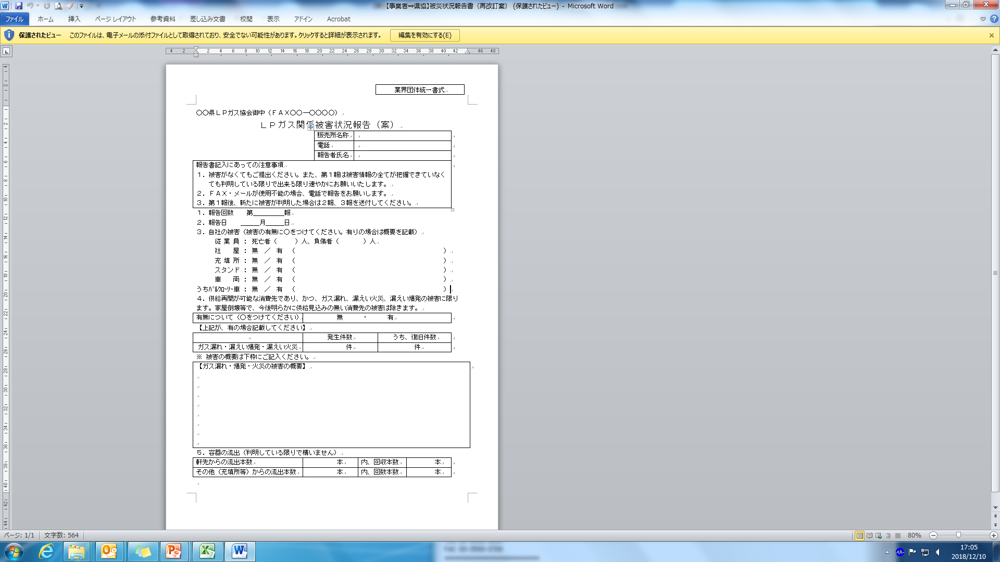 【事業者⇒県協】被災状況報告書（再改訂案） (保護されたビュー) - Microsoft Word
ファイル ホーム 挿入 ページ レイアウト 参考資料 差し込み文書 校閲 表示 アドイン Acrobat
保護されたビュー このファイルは、電子メールの添付ファイルとして取得されており、安全でない可能性があります。クリックすると詳細が表示されます。 編集を有効にする(E)
4 2 2 4 6 8 10 12 14 16 18 20 22 24 26 28 30 32 34 36 38 40 42 46 48
業界団体統一書式
〇〇県ＬＰガス協会御中（ＦＡＸ〇〇―〇〇〇〇）
ＬＰガス関係被害状況報告（案）
販売所名称
電話
報告者氏名
報告書記入にあっての注意事項
１．被害がなくてもご提出ください。また、第１報は被害情報の全てが把握できていなく
ても判明している限りで出来る限り速やかにお願いいたします。
２．ＦＡＸ・メールが使用不能の場合、電話で報告をお願いします。
３．第１報後、新たに被害が判明した場合は２報、３報を送付してください。
１．報告回数 第＿＿＿＿＿報
２．報告日 ＿＿＿月＿＿＿日
３．自社の被害（被害の有無に〇をつけてください。有りの場合は概要を記載）
従 業 員 ： 死亡者（ ）人、負傷者（ ）人
社 屋 ： 無 ／ 有 （ ）
充 填 所 ： 無 ／ 有 （ ）
スタンド ： 無 ／ 有 （ ）
車 両 ： 無 ／ 有 （ ）
うちﾊﾞﾙｸﾛｰﾘｰ車 ： 無 ／ 有 （ ）
４．供給再開が可能な消費先であり、かつ、ガス漏れ、漏えい火災、漏えい爆発の被害に限り
ます。家屋倒壊等で、今後明らかに供給見込みの無い消費先の被害は除きます。
有無について（〇をつけてください） 無 ・ 有
【上記が、有の場合記載してください】
発生件数 うち、復旧件数
ガス漏れ・漏えい爆発・漏えい火災 件 件
※ 被害の概要は下枠にご記入ください。
【ガス漏れ・爆発・火災の被害の概要】
５．容器の流出（判明している限りで構いません）
軒先からの流出本数 本 内、回収本数 本
その他（充填所等）からの流出本数 本 内、回数本数 本
ページ: 1/1 文字数: 564 80%
17:05
2018/12/10